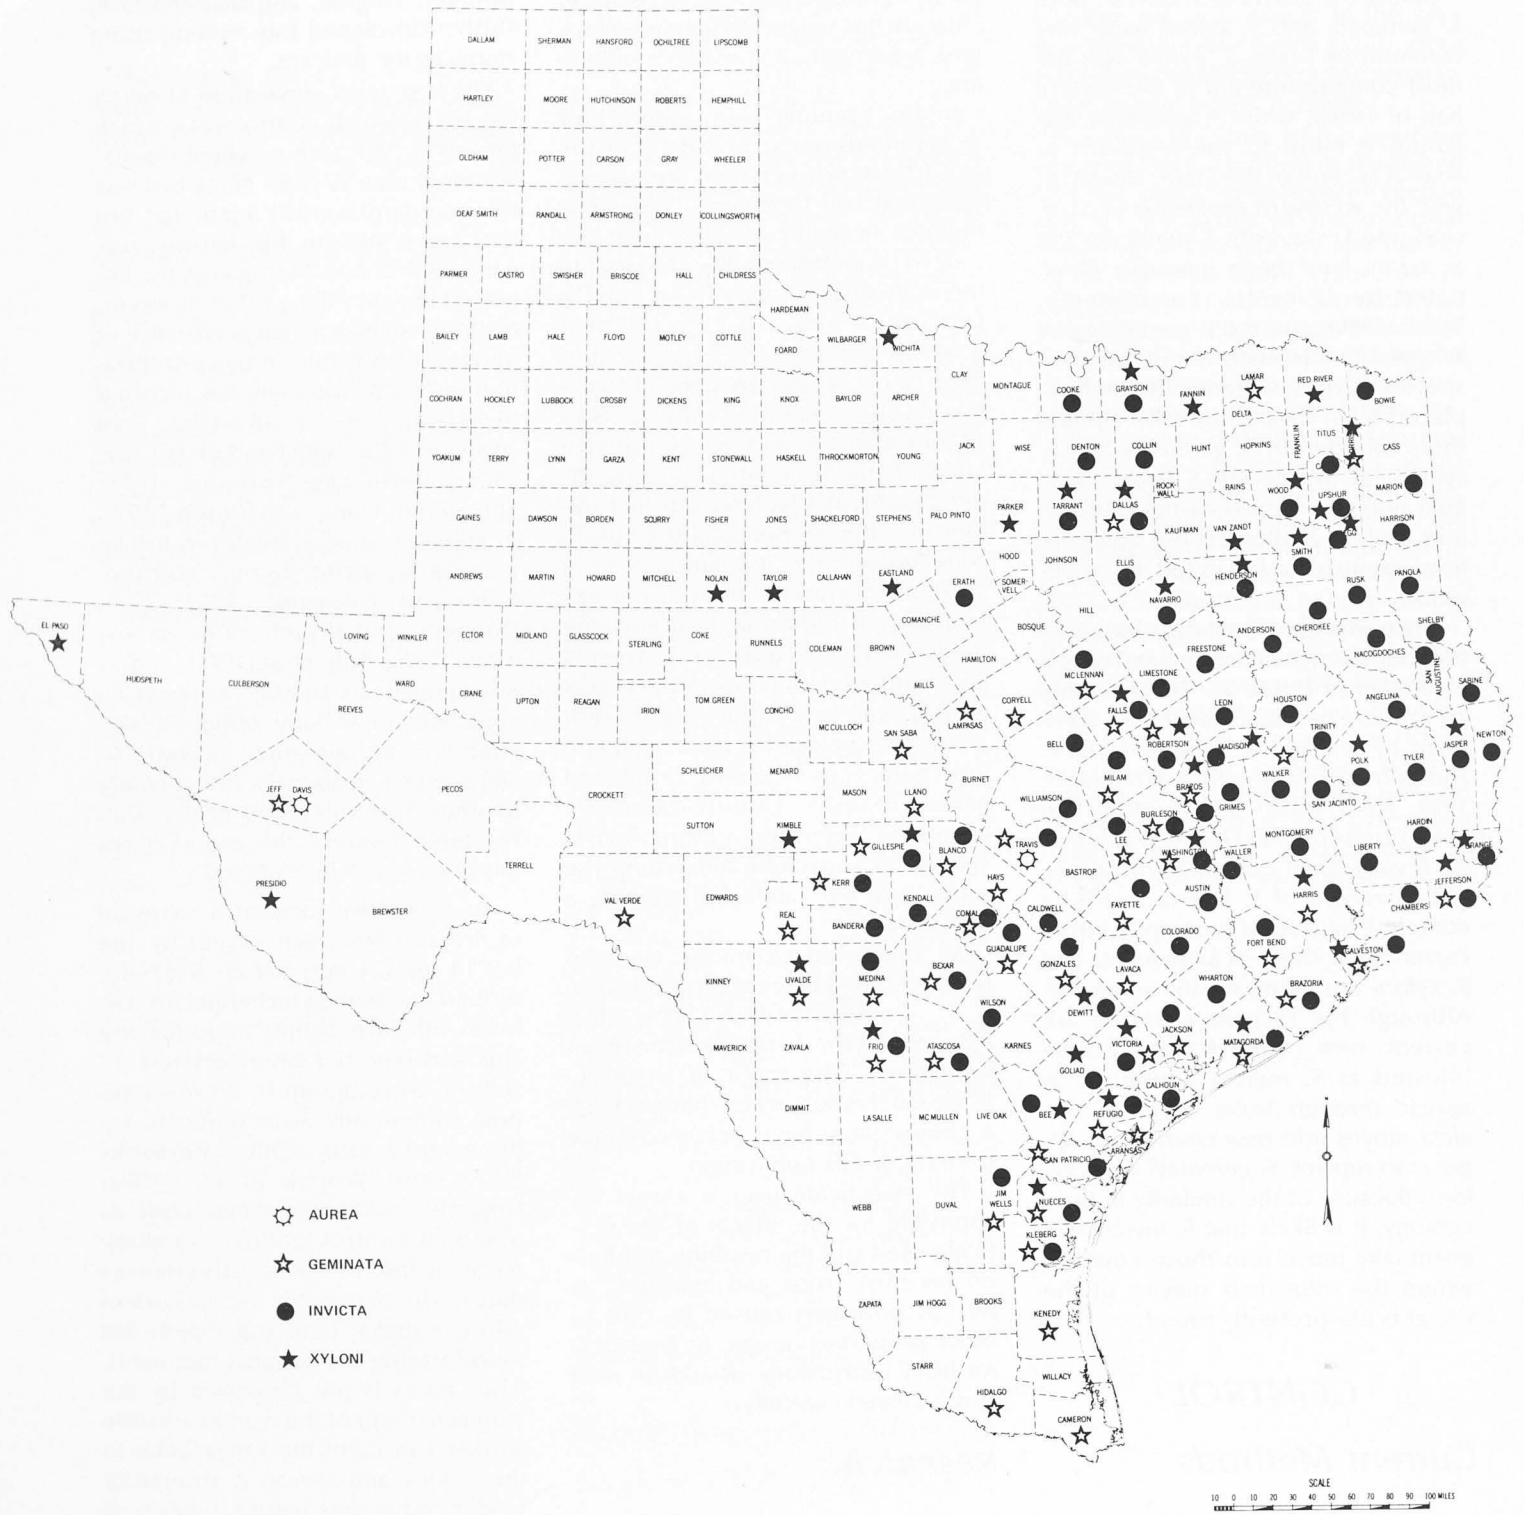 DALLAM SHERMAN HANSFORD OCHILTREE LIPSCOMB
HARTLEY MOORE HUTCHINSON ROBERTS HEMPHILL
OLDHAM POTTER CARSON GRAY WHEELER
DEAF SMITH RANDALL ARMSTRONG DONLEY COLLINGSWORTH
PARMER CASTRO SWISHER BRISCOE HALL CHILDRESS
HARDEMAN
BAILEY LAMB HALE FLOYD MOTLEY COTTLE FOARD WILBARGER WICHITA
CLAY MONTAGUE COOKE GRAYSON FANNIN LAMAR RED RIVER BOWIE
COCHRAN HOCKLEY LUBBOCK CROSBY DICKENS KING KNOX BAYLOR ARCHER
DELTA
YOAKUM TERRY LYNN GARZA KENT STONEWALL HASKELL THROCKMORTON YOUNG JACK WISE DENTON COLLIN HUNT HOPKINS FRANKLIN TITUS CASS
ROCK-
WALL RAINS WOOD UPSHUR MARION
GAINES DAWSON BORDEN SCURRY FISHER JONES SHACKELFORD STEPHENS PALO PINTO PARKER TARRANT DALLAS KAUFMAN VAN ZANDT HARRISON
SMITH
HOOD JOHNSON ELLIS HENDERSON RUSK PANOLA
ANDREWS MARTIN HOWARD MITCHELL NOLAN TAYLOR CALLAHAN EASTLAND ERATH
SOMER-
VELL HILL NAVARRO
EL PASO LOVING WINKLER ECTOR MIDLAND GLASSCOCK STERLING COKE RUNNELS COLEMAN BROWN COMANCHE BOSQUE ANDERSON CHEROKEE SHELBY
HAMILTON FREESTONE NACOGDOCHES
HUDSPETH CULBERSON REEVES WARD CRANE UPTON REAGAN IRION TOM GREEN CONCHO MILLS MC LENNAN LIMESTONE SAN
AUGUSTINE SABINE
MC CULLOCH SAN SABA LAMPASAS CORYELL FALLS LEON HOUSTON ANGELINA
BELL ROBERTSON MADISON TRINITY JASPER NEWTON
JEFF DAVIS PECOS CROCKETT SCHLEICHER MENARD MASON LLANO BURNET MILAM BRAZOS WALKER POLK TYLER
SUTTON KIMBLE WILLIAMSON BURLESON GRIMES SAN JACINTO
GILLESPIE BLANCO TRAVIS LEE WASHINGTON WALLER MONTGOMERY LIBERTY HARDIN ORANGE
TERRELL
PRESIDIO BREWSTER VAL VERDE EDWARDS KERR KENDALL HAYS BASTROP AUSTIN HARRIS CHAMBERS JEFFERSON
REAL BANDERA COMAL CALDWELL FAYETTE COLORADO FORT BEND GALVESTON
KINNEY UVALDE MEDINA BEXAR GUADALUPE GONZALES LAVACA WHARTON BRAZORIA
WILSON DEWITT JACKSON
MAVERICK ZAVALA FRIO ATASCOSA KARNES GOLIAD VICTORIA MATAGORDA
DIMMIT LA SALLE MC MULLEN LIVE OAK BEE REFUGIO CALHOUN
ARANSAS
SAN PATRICIO
WEBB DUVAL JIM
WELLS NUECES
KLEBERG
ZAPATA JIM HOGG BROOKS KENEDY
STARR WILLACY
HIDALGO
CAMERON
AUREA
GEMINATA
INVICTA
XYLONI
SCALE
10 0 10 20 30 40 50 60 70 80 90 100 MILES